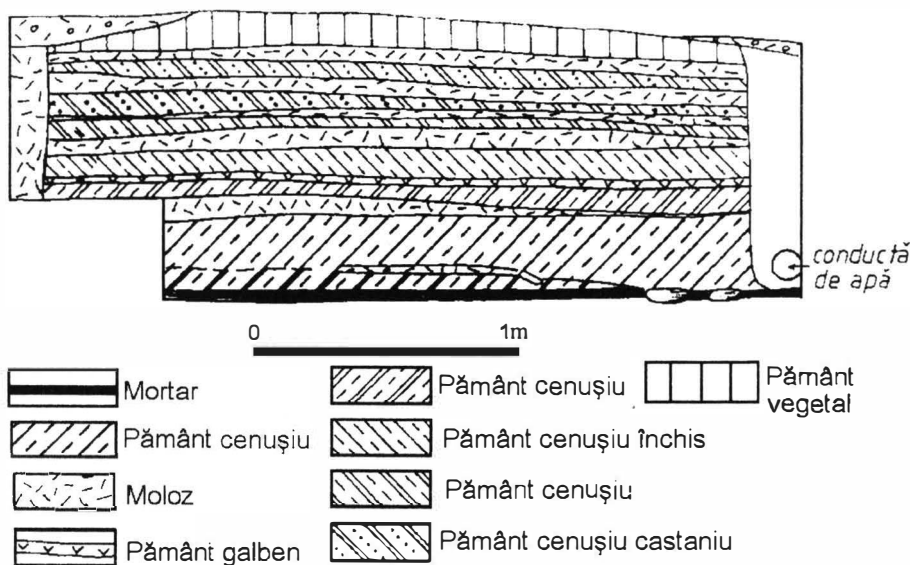 conductă
de apă
0
1m
Mortar
Pământ cenușiu
Moloz
Pământ galben
Pământ cenușiu
Pământ cenușiu închis
Pământ cenușiu
Pământ cenușiu castaniu
Pământ
vegetal